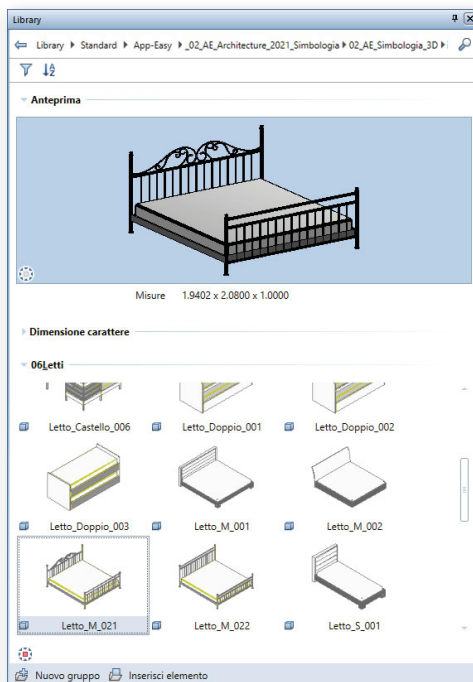 Library
Library Standard App-Easy _02_AE_Architecture_2021_Simbologia 02_AE_Simbologia_3D
Anteprima
Misure 1.9402 x 2.0800 x 1.0000
Dimensione carattere
06Letti
Letto_Castello_006 Letto_Doppio_001 Letto_Doppio_002
Letto_Doppio_003 Letto_M_001 Letto_M_002
Letto_M_021 Letto_M_022 Letto_S_001
Nuovo gruppo Inserisci elemento